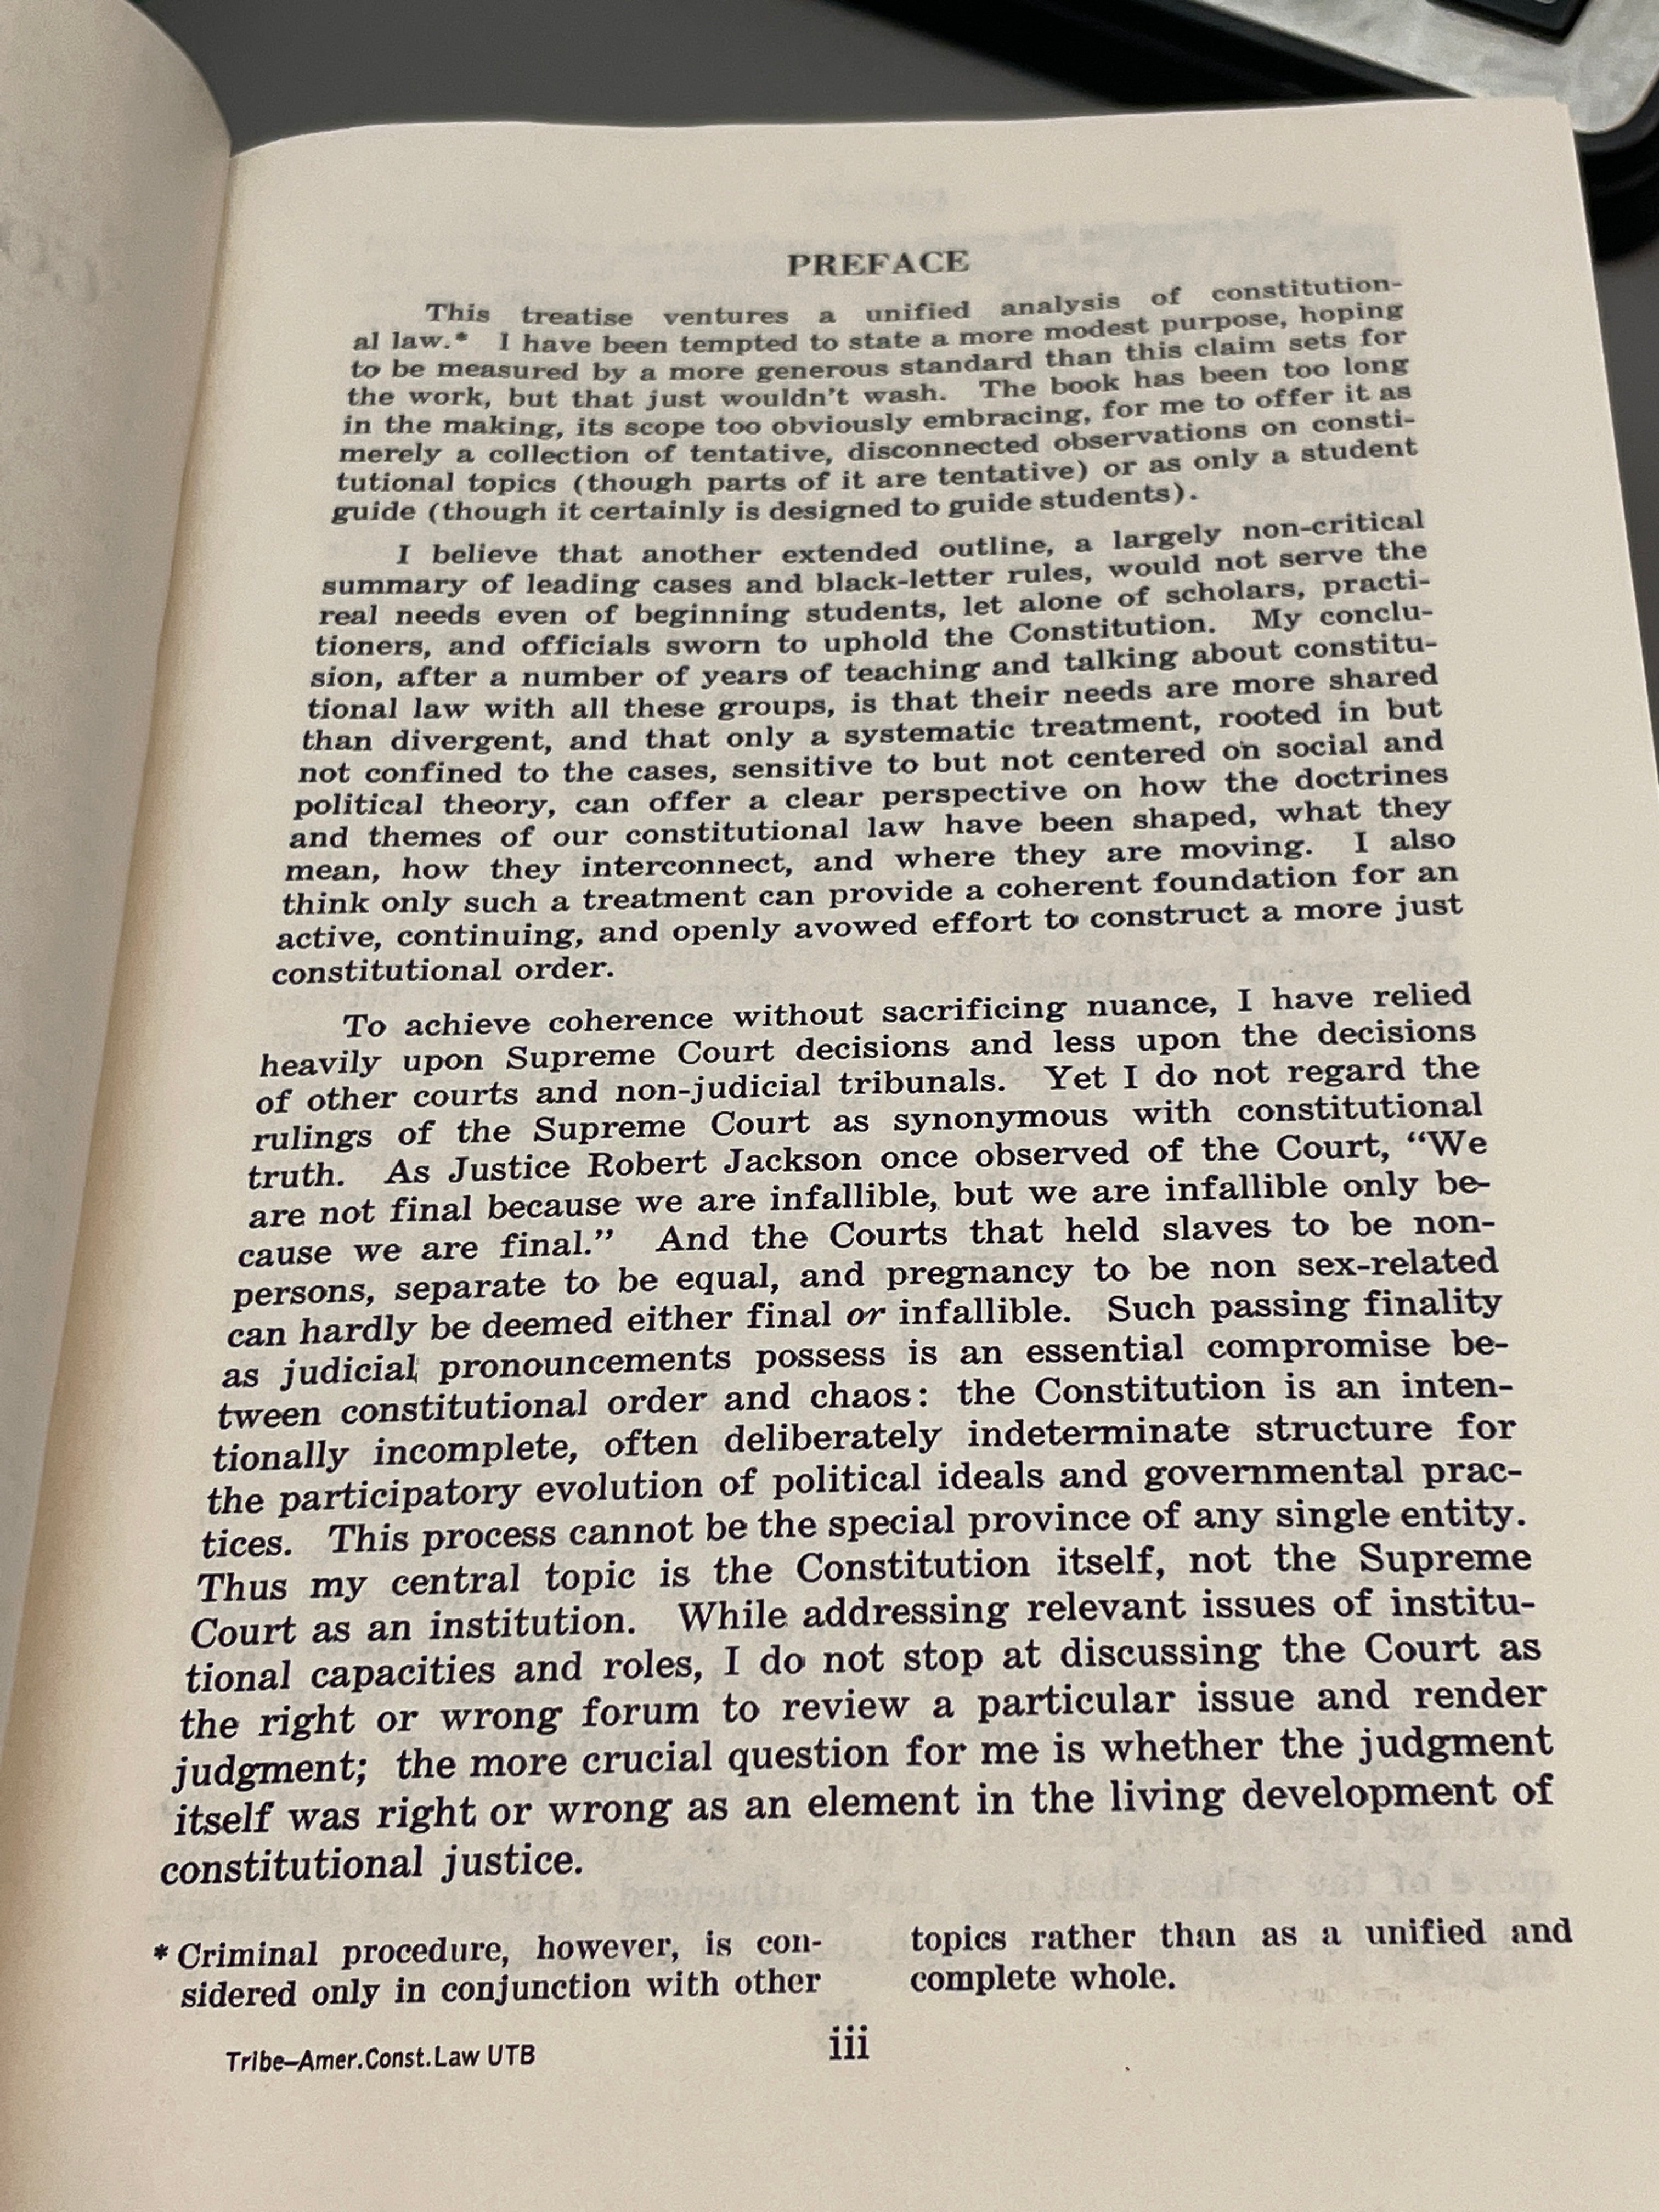 PREFACE
This treatise ventures a unified analysis of constitution-
al law.* I have been tempted to state a more modest purpose, hoping
to be measured by a more generous standard than this claim sets for
the work, but that just wouldn't wash. The book has been too long
in the making, its scope too obviously embracing, for me to offer it as
merely a collection of tentative, disconnected observations on consti-
tutional topics (though parts of it are tentative) or as only a student
guide (though it certainly is designed to guide students).
I believe that another extended outline, a largely non-critical
summary of leading cases and black-letter rules, would not serve the
real needs even of beginning students, let alone of scholars, practi-
tioners, and officials sworn to uphold the Constitution. My conclu-
sion, after a number of years of teaching and talking about constitu-
tional law with all these groups, is that their needs are more shared
than divergent, and that only a systematic treatment, rooted in but
not confined to the cases, sensitive to but not centered on social and
political theory, can offer a clear perspective on how the doctrines
and themes of our constitutional law have been shaped, what they
mean, how they interconnect, and where they are moving. I also
think only such a treatment can provide a coherent foundation for an
active, continuing, and openly avowed effort to construct a more just
constitutional order.
To achieve coherence without sacrificing nuance, I have relied
heavily upon Supreme Court decisions and less upon the decisions
of other courts and non-judicial tribunals. Yet I do not regard the
rulings of the Supreme Court as synonymous with constitutional
truth. As Justice Robert Jackson once observed of the Court, “We
are not final because we are infallible, but we are infallible only be-
cause we are final.” And the Courts that held slaves to be non-
persons, separate to be equal, and pregnancy to be non sex-related
can hardly be deemed either final or infallible. Such passing finality
as judicial pronouncements possess is an essential compromise be-
tween constitutional order and chaos: the Constitution is an inten-
tionally incomplete, often deliberately indeterminate structure for
the participatory evolution of political ideals and governmental prac-
tices. This process cannot be the special province of any single entity.
Thus my central topic is the Constitution itself, not the Supreme
Court as an institution. While addressing relevant issues of institu-
tional capacities and roles, I do not stop at discussing the Court as
the right or wrong forum to review a particular issue and render
judgment; the more crucial question for me is whether the judgment
itself was right or wrong as an element in the living development of
constitutional justice.
* Criminal procedure, however, is con-
sidered only in conjunction with other
topics rather than as a unified and
complete whole.
Tribe–Amer.Const.Law UTB
iii